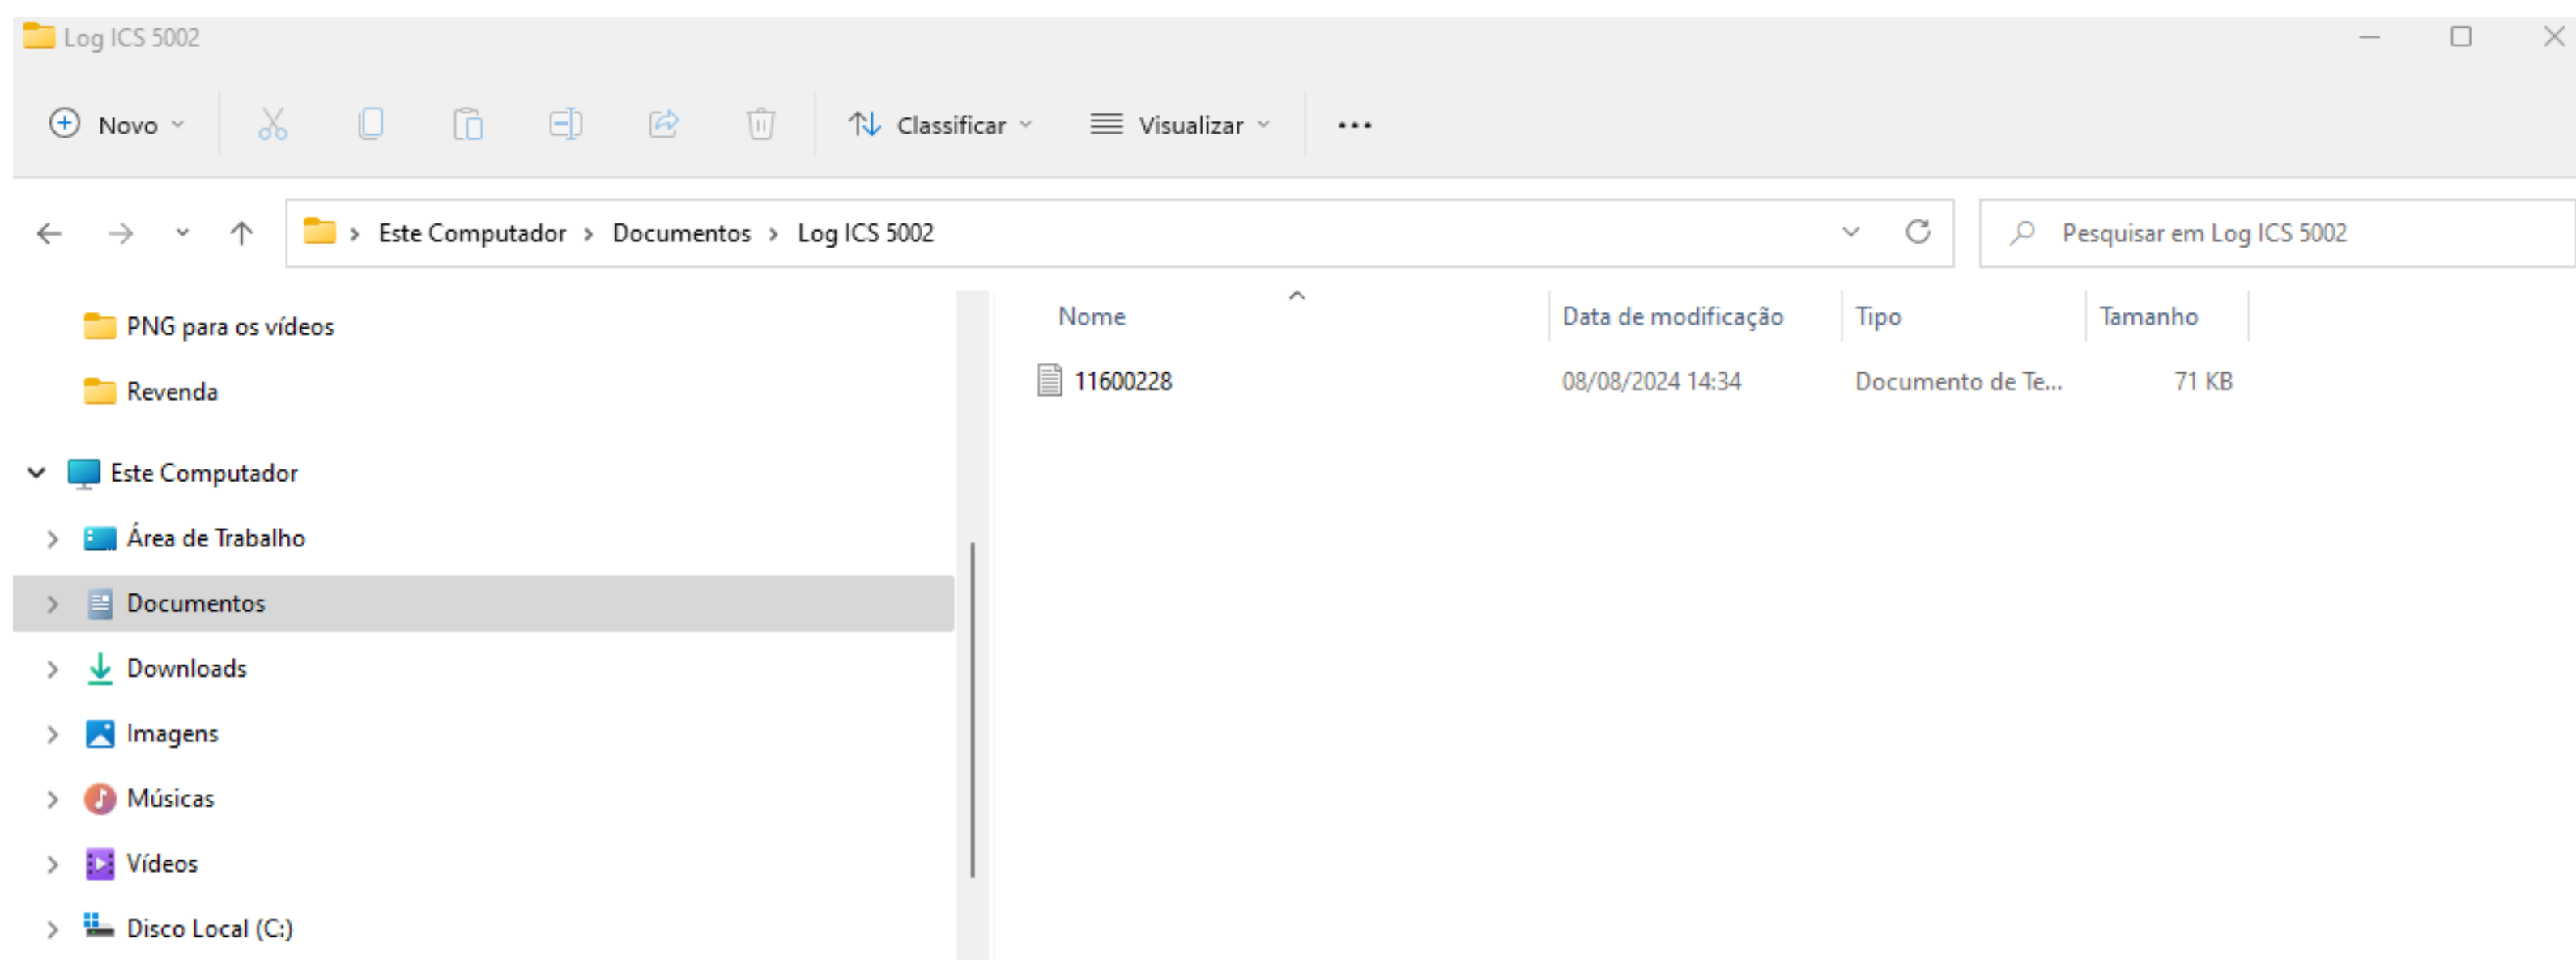 Log ICS 5002
Novo
Classificar
Visualizar
Este Computador > Documentos > Log ICS 5002
Pesquisar em Log ICS 5002
PNG para os vídeos
Revenda
Este Computador
Área de Trabalho
Documentos
Downloads
Imagens
Músicas
Vídeos
Disco Local (C:)
Nome Data de modificação Tipo Tamanho
11600228 08/08/2024 14:34 Documento de Te... 71 KB